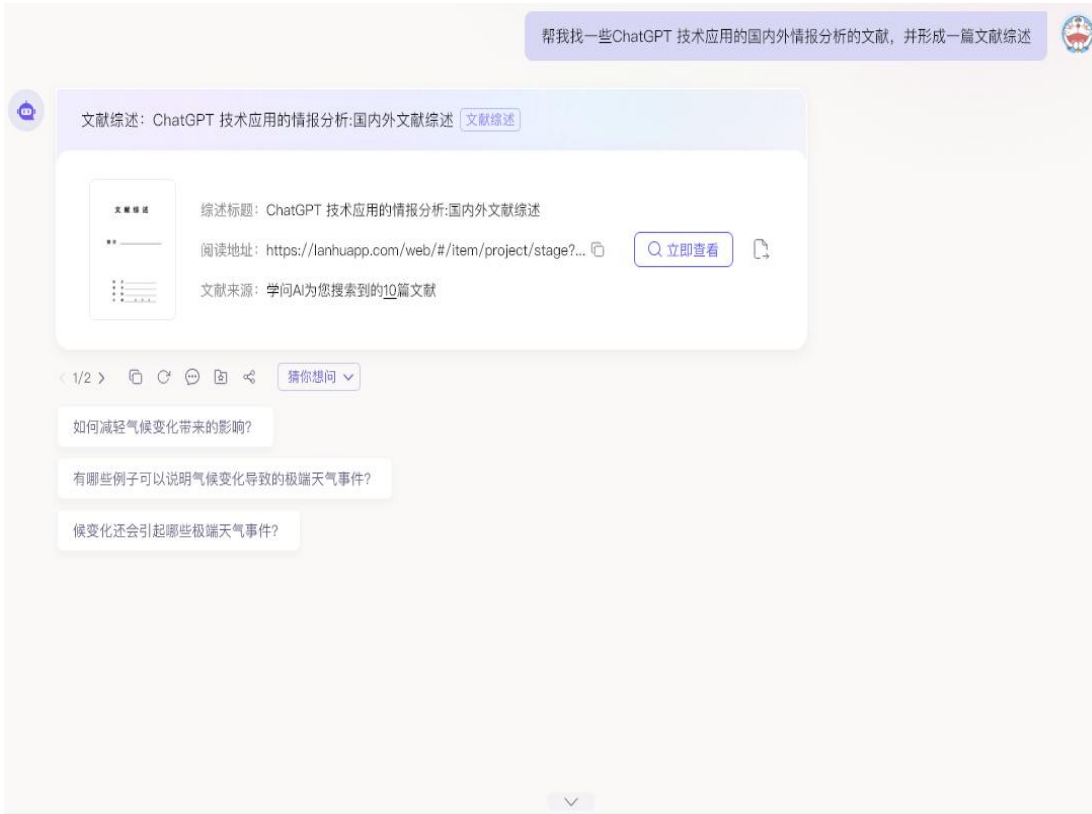 帮我找一些ChatGPT 技术应用的国内外情报分析的文献，并形成一篇文献综述
文献综述：ChatGPT 技术应用的情报分析:国内外文献综述 文献综述
文献综述
综述标题：ChatGPT 技术应用的情报分析:国内外文献综述
阅读地址：https://lanhuapp.com/web/#/item/project/stage?... 立即查看
文献来源：学问AI为您搜索到的10篇文献
1/2 猜你想问
如何减轻气候变化带来的影响?
有哪些例子可以说明气候变化导致的极端天气事件?
候变化还会引起哪些极端天气事件?